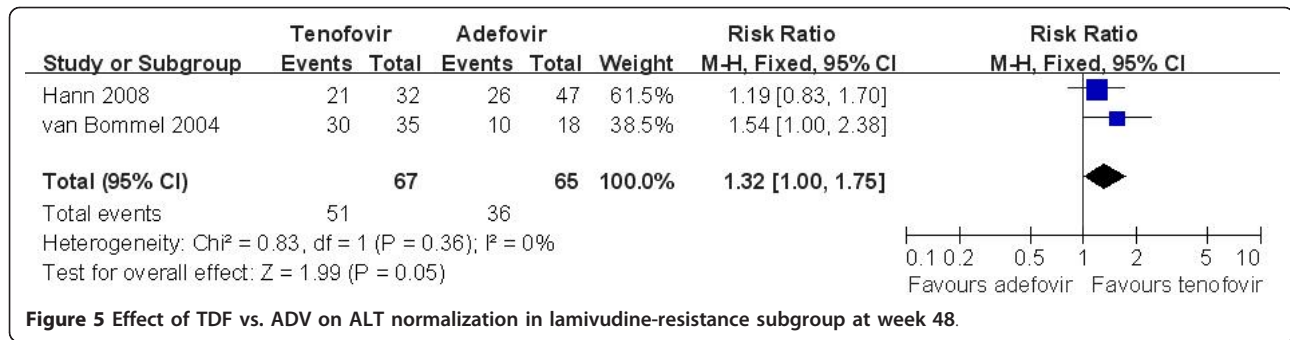 Tenofovir Adefovir Risk Ratio Risk Ratio
Study or Subgroup Events Total Events Total Weight M-H, Fixed, 95% CI M-H, Fixed, 95% CI
Hann 2008 21 32 26 47 61.5% 1.19 [0.83, 1.70]
van Bommel 2004 30 35 10 18 38.5% 1.54 [1.00, 2.38]
Total (95% CI) 67 65 100.0% 1.32 [1.00, 1.75]
Total events 51 36
Heterogeneity: Chi² = 0.83, df = 1 (P = 0.36); I² = 0%
Test for overall effect: Z = 1.99 (P = 0.05)
0.1 0.2 0.5 1 2 5 10
Favours adefovir Favours tenofovir
Figure 5 Effect of TDF vs. ADV on ALT normalization in lamivudine-resistance subgroup at week 48.